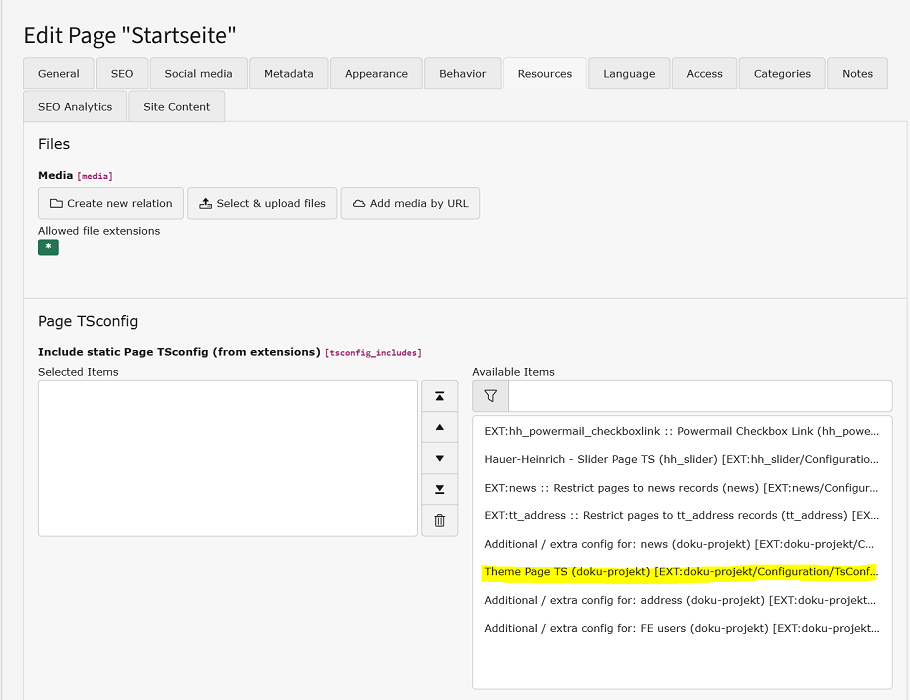 Edit Page "Startseite"
General SEO Social media Metadata Appearance Behavior Resources Language Access Categories Notes
SEO Analytics Site Content
Files
Media [media]
Create new relation Select & upload files Add media by URL
Allowed file extensions
*
Page TSconfig
Include static Page TSconfig (from extensions) [tsconfig_includes]
Selected Items Available Items
EXT:hh_powermail_checkboxlink :: Powermail Checkbox Link (hh_powe...
Hauer-Heinrich - Slider Page TS (hh_slider) [EXT:hh_slider/Configuratio...
EXT:news :: Restrict pages to news records (news) [EXT:news/Configur...
EXT:tt_address :: Restrict pages to tt_address records (tt_address) [EX...
Additional / extra config for: news (doku-projekt) [EXT:doku-projekt/C...
Theme Page TS (doku-projekt) [EXT:doku-projekt/Configuration/TsConf...
Additional / extra config for: address (doku-projekt) [EXT:doku-projekt...
Additional / extra config for: FE users (doku-projekt) [EXT:doku-projekt...